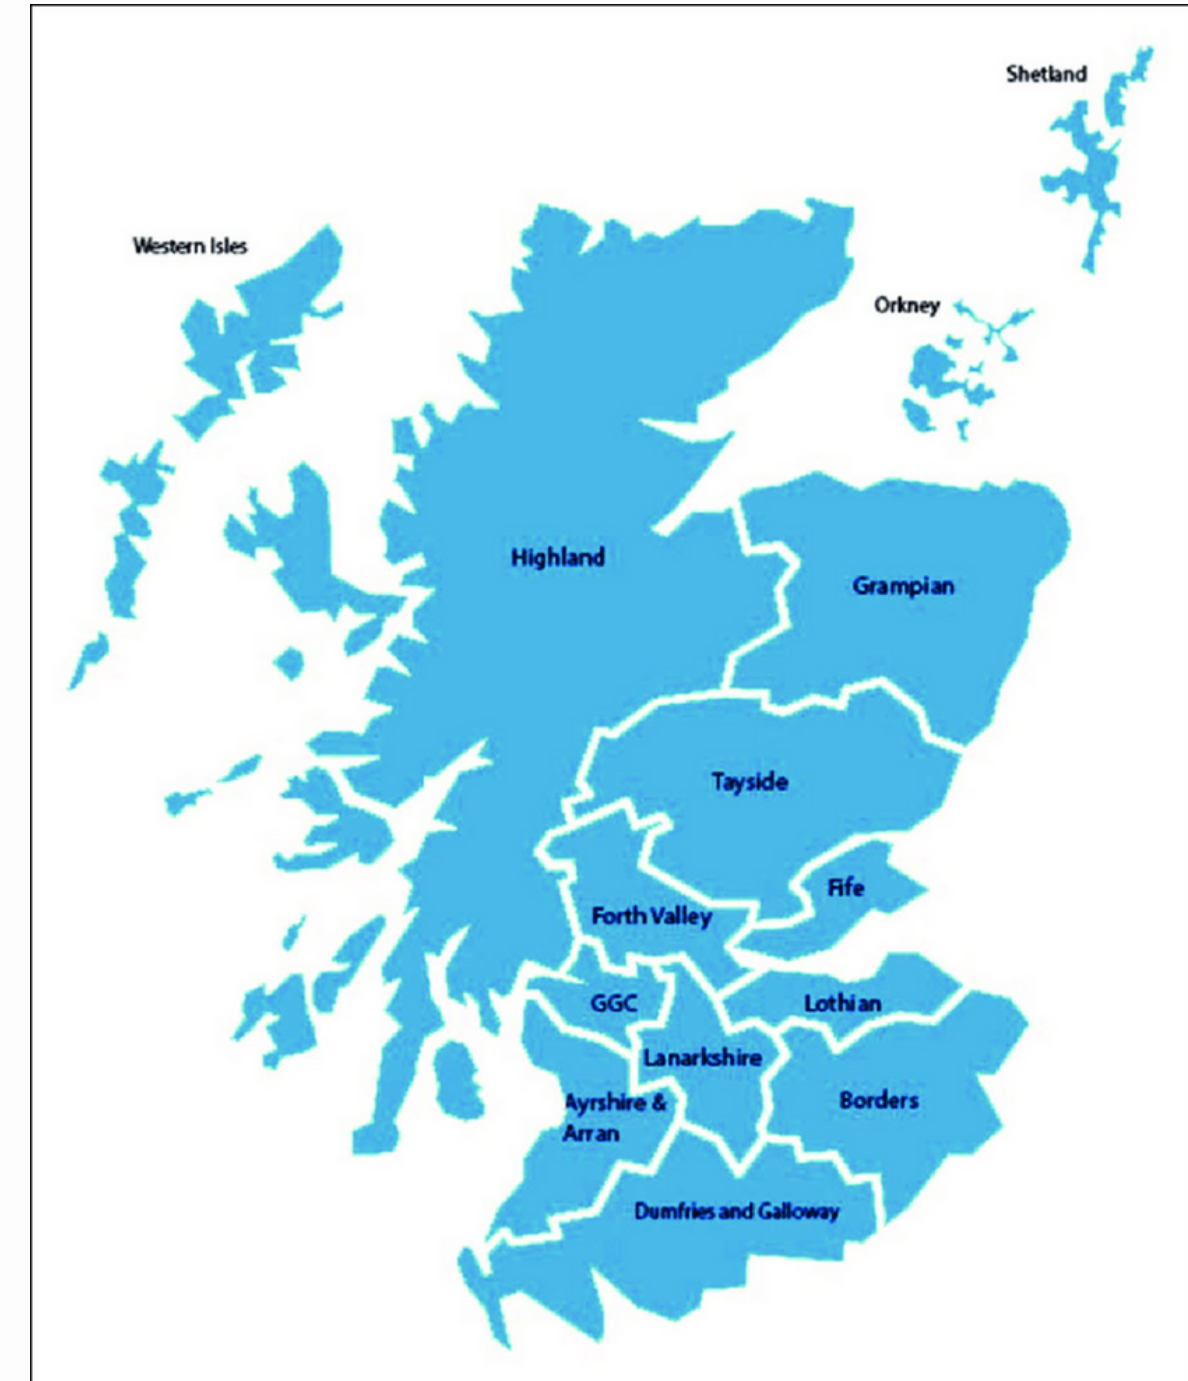 Shetland
Western Isles
Orkney
Highland
Grampian
Tayside
Fife
Forth Valley
GGC
Lothian
Lanarkshire
Ayrshire &
Arran
Borders
Dumfries and Galloway